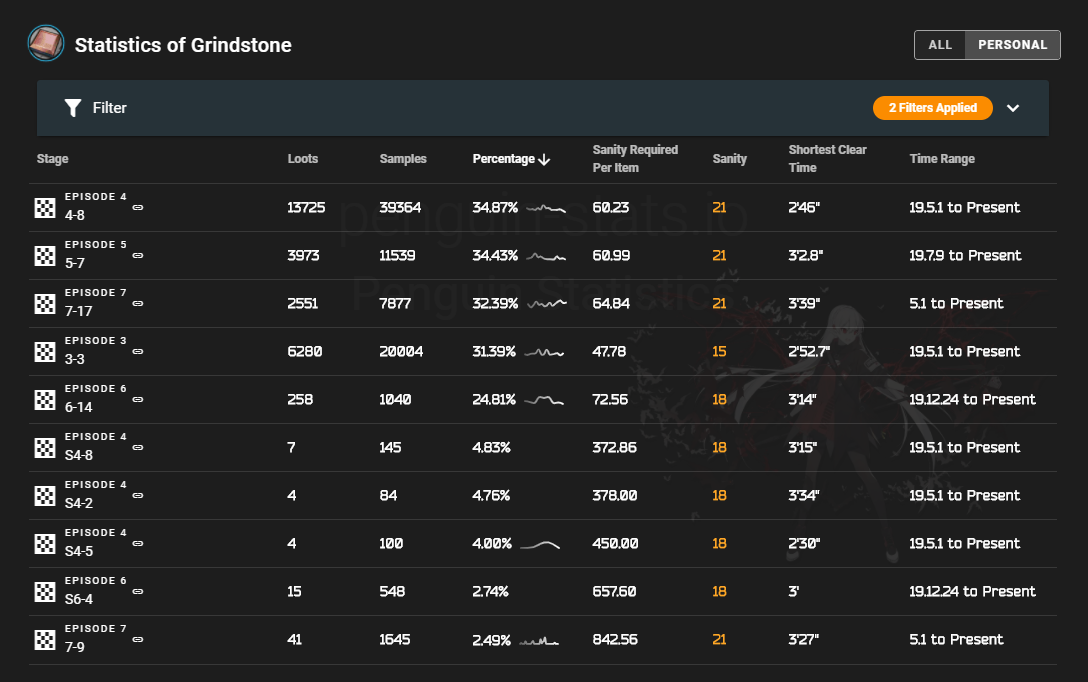 Statistics of Grindstone
ALL PERSONAL
Filter
2 Filters Applied
Stage Loots Samples Percentage Sanity Required Per Item Sanity Shortest Clear Time Time Range
penguin-stats.io
Penguin Statistics
EPISODE 4
4-8 13725 39364 34.87% 60.23 21 2'46" 19.5.1 to Present
EPISODE 5
5-7 3973 11539 34.43% 60.99 21 3'2.8" 19.7.9 to Present
EPISODE 7
7-17 2551 7877 32.39% 64.84 21 3'39" 5.1 to Present
EPISODE 3
3-3 6280 20004 31.39% 47.78 15 2'52.7" 19.5.1 to Present
EPISODE 6
6-14 258 1040 24.81% 72.56 18 3'14" 19.12.24 to Present
EPISODE 4
S4-8 7 145 4.83% 372.86 18 3'15" 19.5.1 to Present
EPISODE 4
S4-2 4 84 4.76% 378.00 18 3'34" 19.5.1 to Present
EPISODE 4
S4-5 4 100 4.00% 450.00 18 2'30" 19.5.1 to Present
EPISODE 6
S6-4 15 548 2.74% 657.60 18 3' 19.12.24 to Present
EPISODE 7
7-9 41 1645 2.49% 842.56 21 3'27" 5.1 to Present